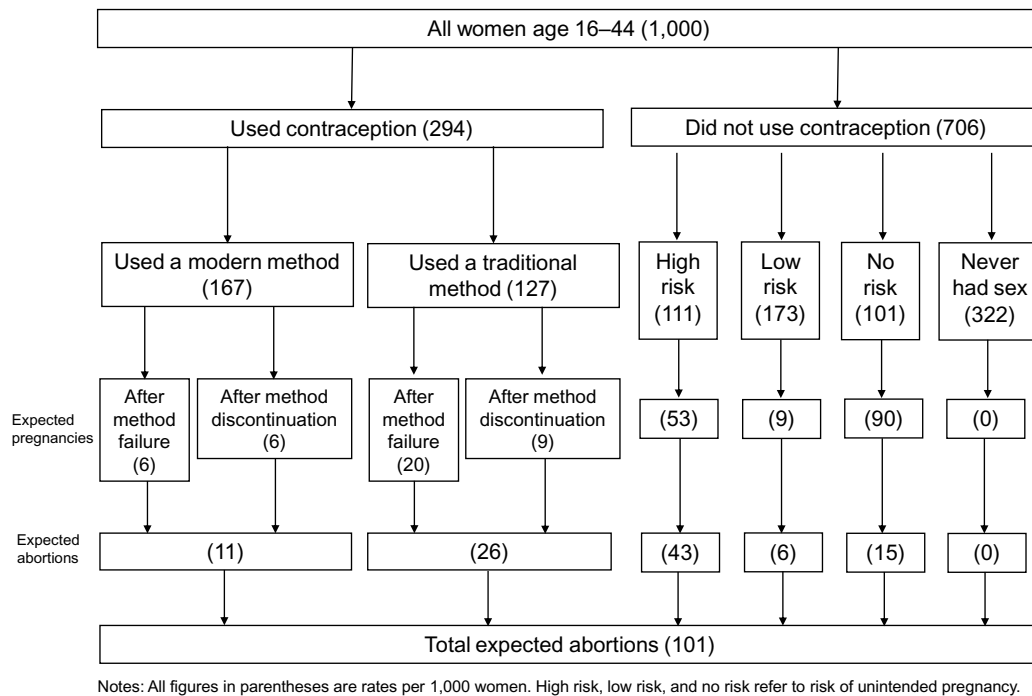 All women age 16–44 (1,000)
Used contraception (294)
Did not use contraception (706)
Used a modern method
(167)
Used a traditional
method (127)
High
risk
(111)
Low
risk
(173)
No
risk
(101)
Never
had sex
(322)
Expected
pregnancies
After
method
failure
(6)
After method
discontinuation
(6)
After
method
failure
(20)
After method
discontinuation
(9)
(53)
(9)
(90)
(0)
Expected
abortions
(11)
(26)
(43)
(6)
(15)
(0)
Total expected abortions (101)
Notes: All figures in parentheses are rates per 1,000 women. High risk, low risk, and no risk refer to risk of unintended pregnancy.